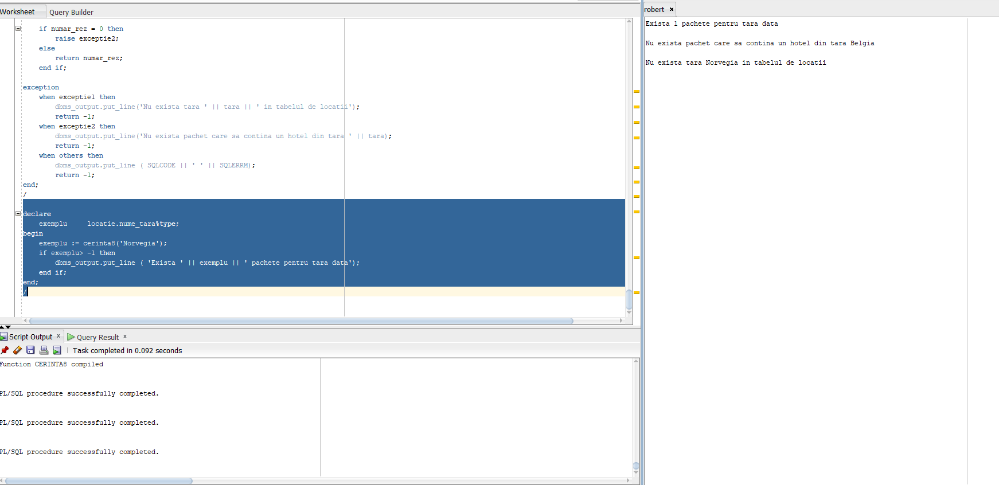 Worksheet Query Builder
if numar_rez = 0 then
raise exceptie2;
else
return numar_rez;
end if;
exception
when exceptie1 then
dbms_output.put_line('Nu exista tara ' || tara || ' in tabelul de locatii');
return -1;
when exceptie2 then
dbms_output.put_line('Nu exista pachet care sa contina un hotel din tara ' || tara);
return -1;
when others then
dbms_output.put_line ( SQLCODE || ' ' || SQLERRM);
return -1;
end;
/
declare
exemplu locatie.nume_tara%type;
begin
exemplu := cerinta8('Norvegia');
if exemplu> -1 then
dbms_output.put_line ( 'Exista ' || exemplu || ' pachete pentru tara data');
end if;
end;
/
Script Output x Query Result x
Task completed in 0.092 seconds
Function CERINTA8 compiled
PL/SQL procedure successfully completed.
PL/SQL procedure successfully completed.
PL/SQL procedure successfully completed.
robert x
Exista 1 pachete pentru tara data
Nu exista pachet care sa contina un hotel din tara Belgia
Nu exista tara Norvegia in tabelul de locatii